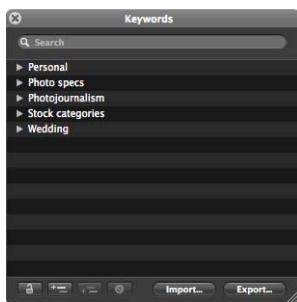 Keywords
Search
Personal
Photo specs
Photojournalism
Stock categories
Wedding
Import...
Export...